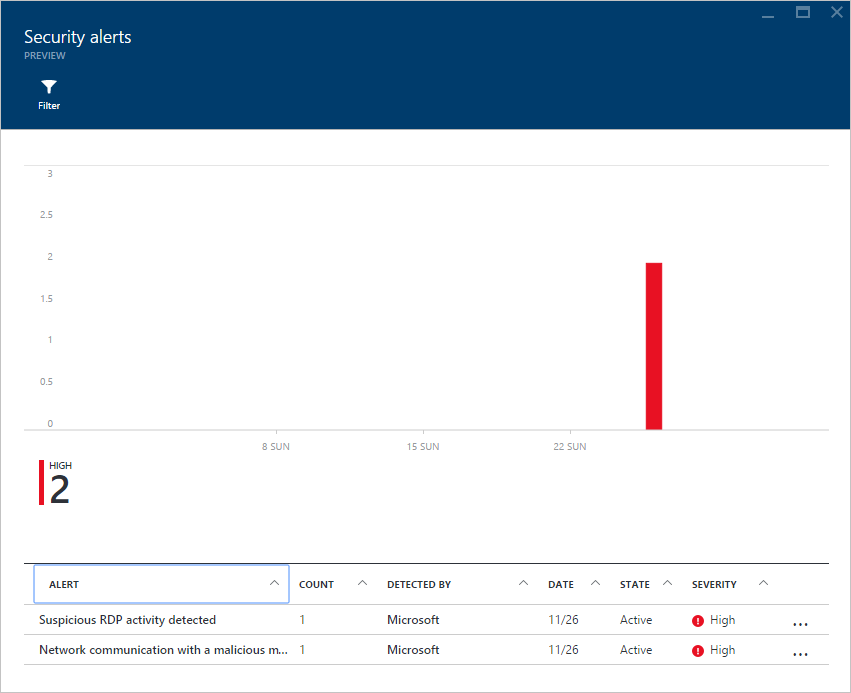 Security alerts
PREVIEW
Filter
3
2.5
2
1.5
1
0.5
0
8 SUN
15 SUN
22 SUN
HIGH
2
ALERT COUNT DETECTED BY DATE STATE SEVERITY
Suspicious RDP activity detected 1 Microsoft 11/26 Active High ...
Network communication with a malicious m... 1 Microsoft 11/26 Active High ...